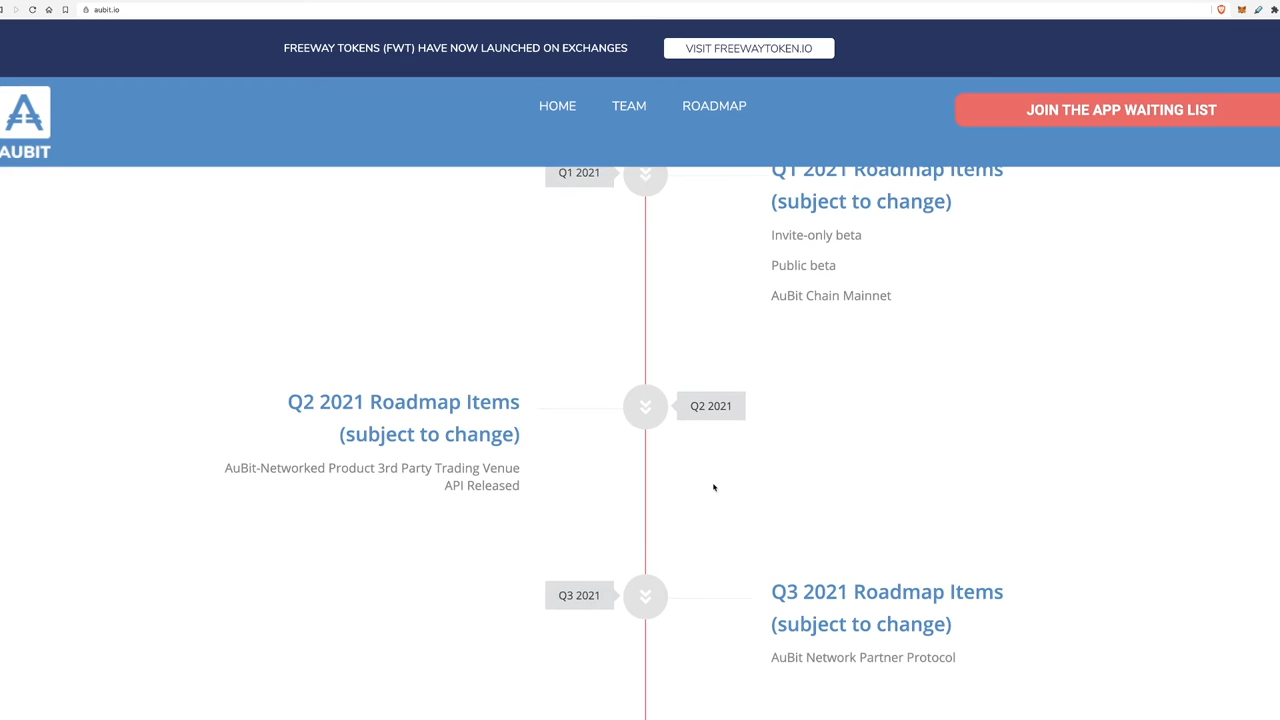 aubit.io
FREEWAY TOKENS (FWT) HAVE NOW LAUNCHED ON EXCHANGES
VISIT FREEWAYTOKEN.IO
AUBIT
HOME
TEAM
ROADMAP
JOIN THE APP WAITING LIST
Q1 2021
Q1 2021 Roadmap Items
(subject to change)
Invite-only beta
Public beta
AuBit Chain Mainnet
Q2 2021 Roadmap Items
(subject to change)
Q2 2021
AuBit-Networked Product 3rd Party Trading Venue
API Released
Q3 2021
Q3 2021 Roadmap Items
(subject to change)
AuBit Network Partner Protocol